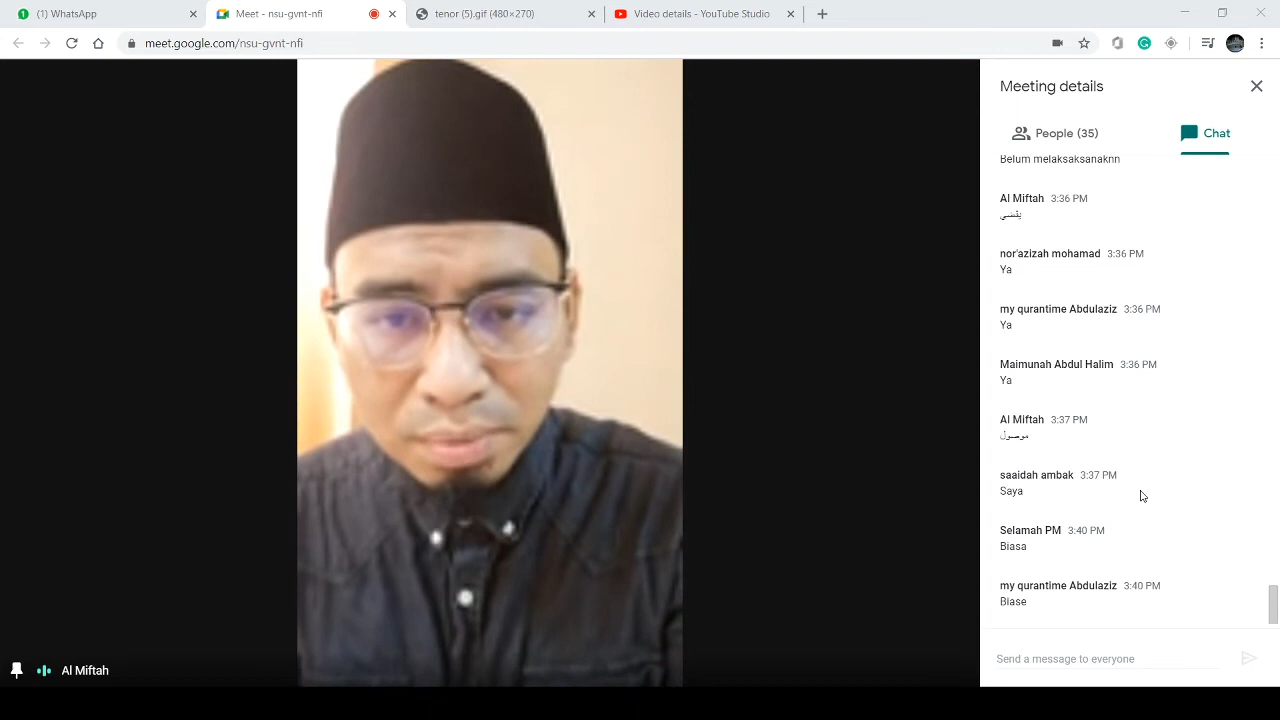 (1) WhatsApp
Meet - nsu-gvnt-nfi
tenor (5).gif (480×270)
Video details - YouTube Studio
meet.google.com/nsu-gvnt-nfi
Meeting details
People (35)
Chat
Belum melaksaksanaknn
Al Miftah 3:36 PM
nor'azizah mohamad 3:36 PM
Ya
my qurantime Abdulaziz 3:36 PM
Ya
Maimunah Abdul Halim 3:36 PM
Ya
Al Miftah 3:37 PM
موصول
saaidah ambak 3:37 PM
Saya
Selamah PM 3:40 PM
Biasa
my qurantime Abdulaziz 3:40 PM
Biase
Send a message to everyone
Al Miftah